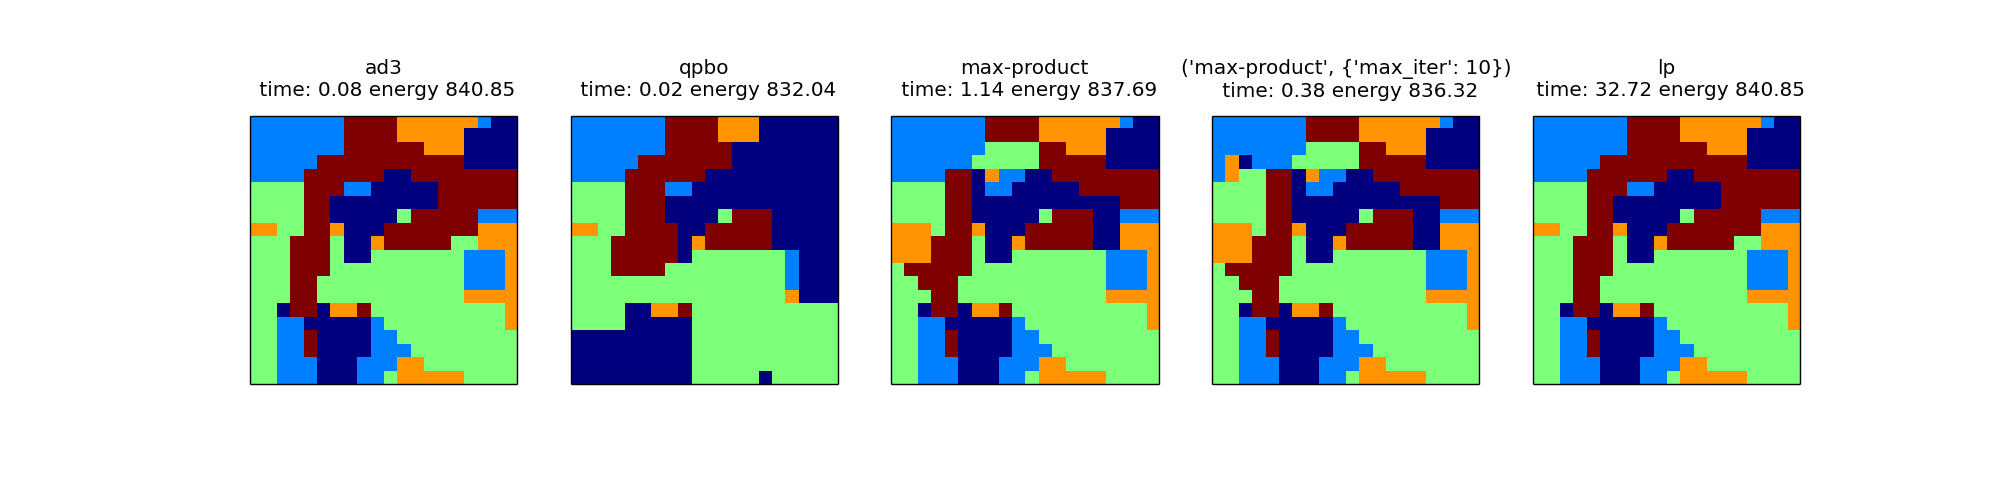 ad3
time: 0.08 energy 840.85
qpbo
time: 0.02 energy 832.04
max-product
time: 1.14 energy 837.69
('max-product', {'max_iter': 10})
time: 0.38 energy 836.32
lp
time: 32.72 energy 840.85